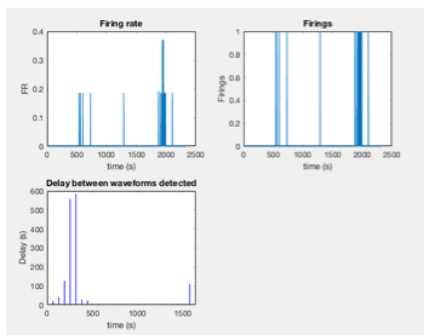 Firing rate
0.4
0.3
0.2
0.1
0
FR
0 500 1000 1500 2000 2500
time (s)
Firings
1
0.8
0.6
0.4
0.2
0
Firings
0 500 1000 1500 2000 2500
time (s)
Delay between waveforms detected
600
500
400
300
200
100
0
Delay (s)
0 500 1000 1500
time (s)